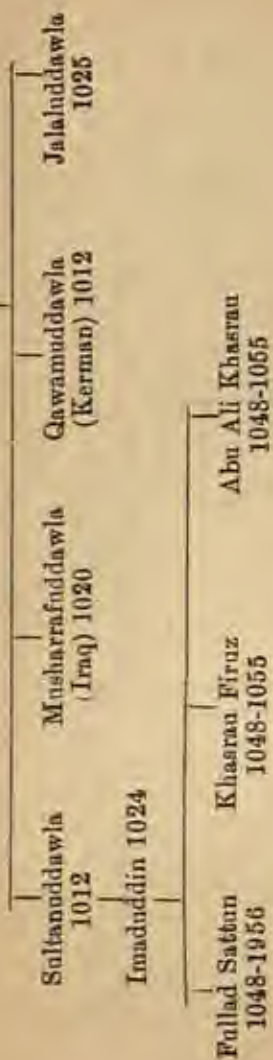 Sultanuddawla
1012
Musharrafuddawla
(Iraq) 1020
Qawamuddawla
(Kerman) 1012
Jalaluddawla
1025
Imaduddin 1024
Fullad Sattun
1048-1956
Khasrau Firuz
1048-1055
Abu Ali Khasrau
1048-1055